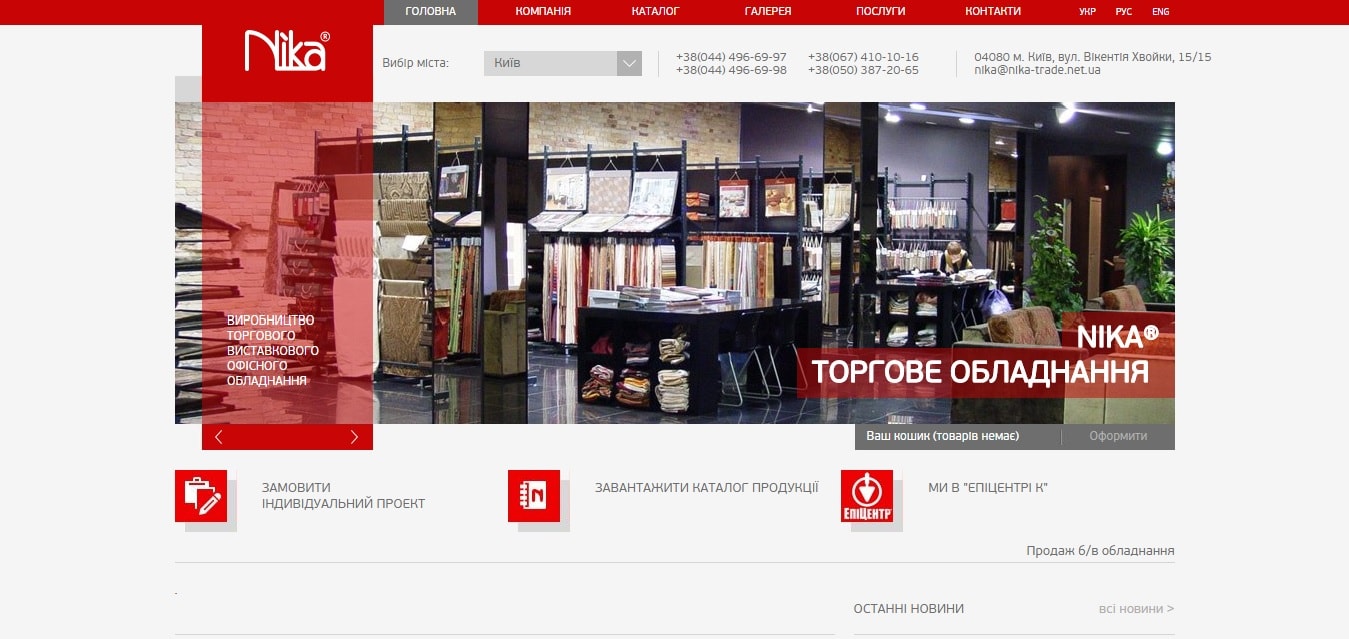 ГОЛОВНА КОМПАНІЯ КАТАЛОГ ГАЛЕРЕЯ ПОСЛУГИ КОНТАКТИ УКР РУС ENG
Nika®
Вибір міста:
Київ
+38(044) 496-69-97
+38(044) 496-69-98
+38(067) 410-10-16
+38(050) 387-20-65
04080 м. Київ, вул. Вікентія Хвойки, 15/15
nika@nika-trade.net.ua
ВИРОБНИЦТВО
ТОРГОВОГО
ВИСТАВКОВОГО
ОФІСНОГО
ОБЛАДНАННЯ
NIKA®
ТОРГОВЕ ОБЛАДНАННЯ
Ваш кошик (товарів немає)
Оформити
ЗАМОВИТИ
ІНДИВІДУАЛЬНИЙ ПРОЕКТ
N
ЗАВАНТАЖИТИ КАТАЛОГ ПРОДУКЦІЇ
ЕПІЦЕНТР
МИ В "ЕПІЦЕНТРІ К"
Продаж б/в обладнання
.
ОСТАННІ НОВИНИ
всі новини >